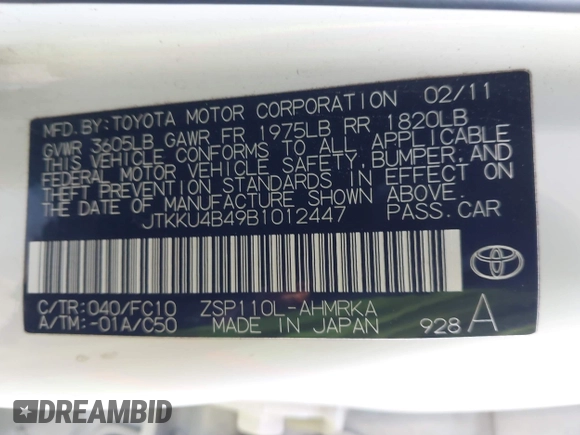 MFD. BY: TOYOTA MOTOR CORPORATION 02/11
GVWR 3605LB GAWR FR 1975LB RR 1820LB
THIS VEHICLE CONFORMS TO ALL APPLICABLE
FEDERAL MOTOR VEHICLE SAFETY, BUMPER, AND
THEFT PREVENTION STANDARDS IN EFFECT ON
THE DATE OF MANUFACTURE SHOWN ABOVE.
JTKKU4B49B1012447 PASS. CAR
C/TR: 040/FC10 ZSP110L-AHMRKA
A/TM: -01A/C50 MADE IN JAPAN 928 A
DREAMBID